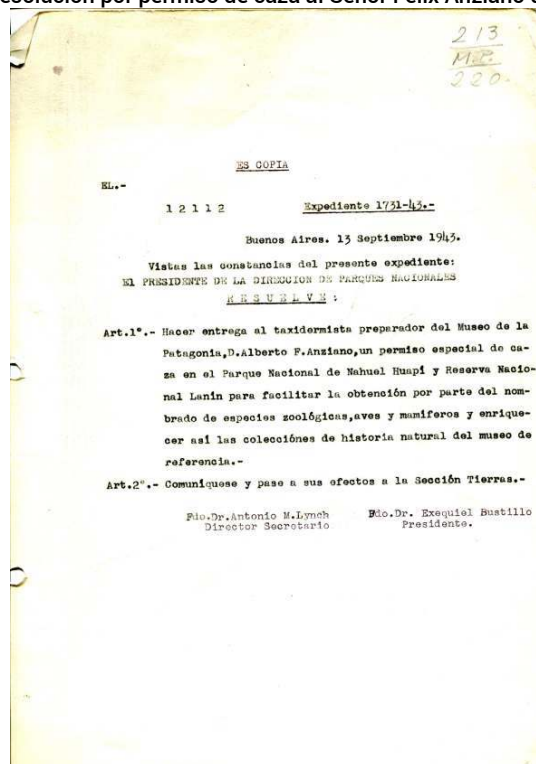 esolución por permiso de caza al Señor Félix Anziano
213
M.P.
220
ES COPIA
EL.-
12112 Expediente 1731-43.-
Buenos Aires. 13 Septiembre 1943.
Vistas las constancias del presente expediente:
El PRESIDENTE DE LA DIRECCION DE PARQUES NACIONALES
R E S U E L V E :
Art.1°.- Hacer entrega al taxidermista preparador del Museo de la
Patagonia,D.Alberto F.Anziano,un permiso especial de ca-
za en el Parque Nacional de Nahuel Huapí y Reserva Nacio-
nal Lanín para facilitar la obtención por parte del nom-
brado de especies zoológicas,aves y mamíferos y enrique-
cer así las colecciónes de historia natural del museo de
referencia.-
Art.2°.- Comuníquese y pase a sus efectos a la Sección Tierras.-
Fdo.Dr.Antonio M.Lynch Fdo.Dr. Exequiel Bustillo
Director Secretario Presidente.